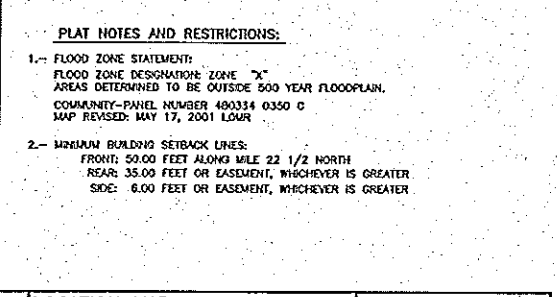 PLAT NOTES AND RESTRICTIONS:
1.- FLOOD ZONE STATEMENT:
FLOOD ZONE DESIGNATION: ZONE "X"
AREAS DETERMINED TO BE OUTSIDE 500 YEAR FLOODPLAIN.
COMMUNITY-PANEL NUMBER 480334 0350 C
MAP REVISED: MAY 17, 2001 LOMR
2.- MINIMUM BUILDING SETBACK LINES:
FRONT: 50.00 FEET ALONG MILE 22 1/2 NORTH
REAR: 35.00 FEET OR EASEMENT, WHICHEVER IS GREATER
SIDE: 6.00 FEET OR EASEMENT, WHICHEVER IS GREATER